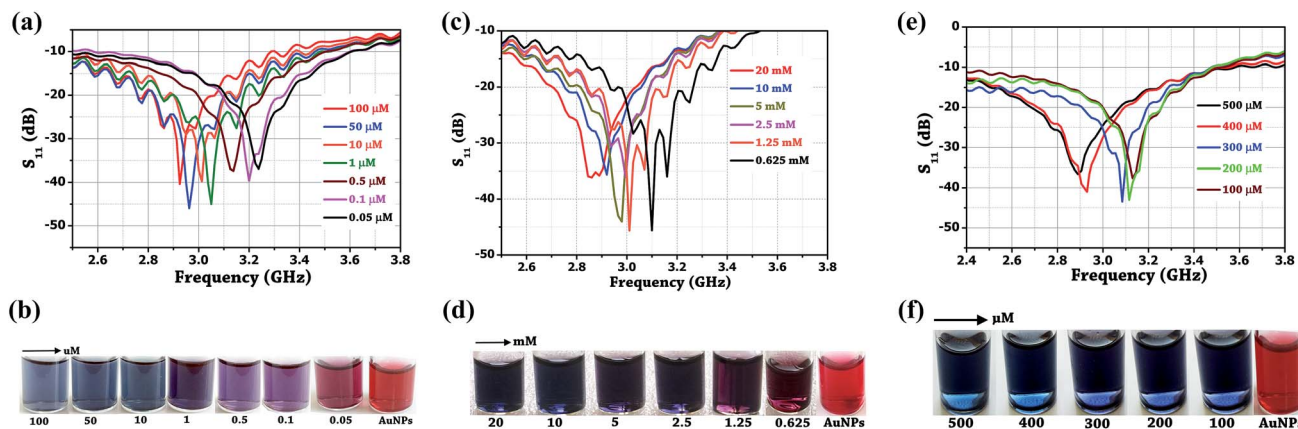 (a)
-10
-20
-30
-40
-50
S11 (dB)
2.6 2.8 3.0 3.2 3.4 3.6 3.8
Frequency (GHz)
100 µM
50 µM
10 µM
1 µM
0.5 µM
0.1 µM
0.05 µM
(c)
-10
-20
-30
-40
-50
S11 (dB)
2.6 2.8 3.0 3.2 3.4 3.6 3.8
Frequency (GHz)
20 mM
10 mM
5 mM
2.5 mM
1.25 mM
0.625 mM
(e)
0
-10
-20
-30
-40
-50
S11 (dB)
2.4 2.6 2.8 3.0 3.2 3.4 3.6 3.8
Frequency (GHz)
500 µM
400 µM
300 µM
200 µM
100 µM
(b)
uM
100 50 10 1 0.5 0.1 0.05 AuNPs
(d)
mM
20 10 5 2.5 1.25 0.625 AuNPs
(f)
µM
500 400 300 200 100 AuNPs